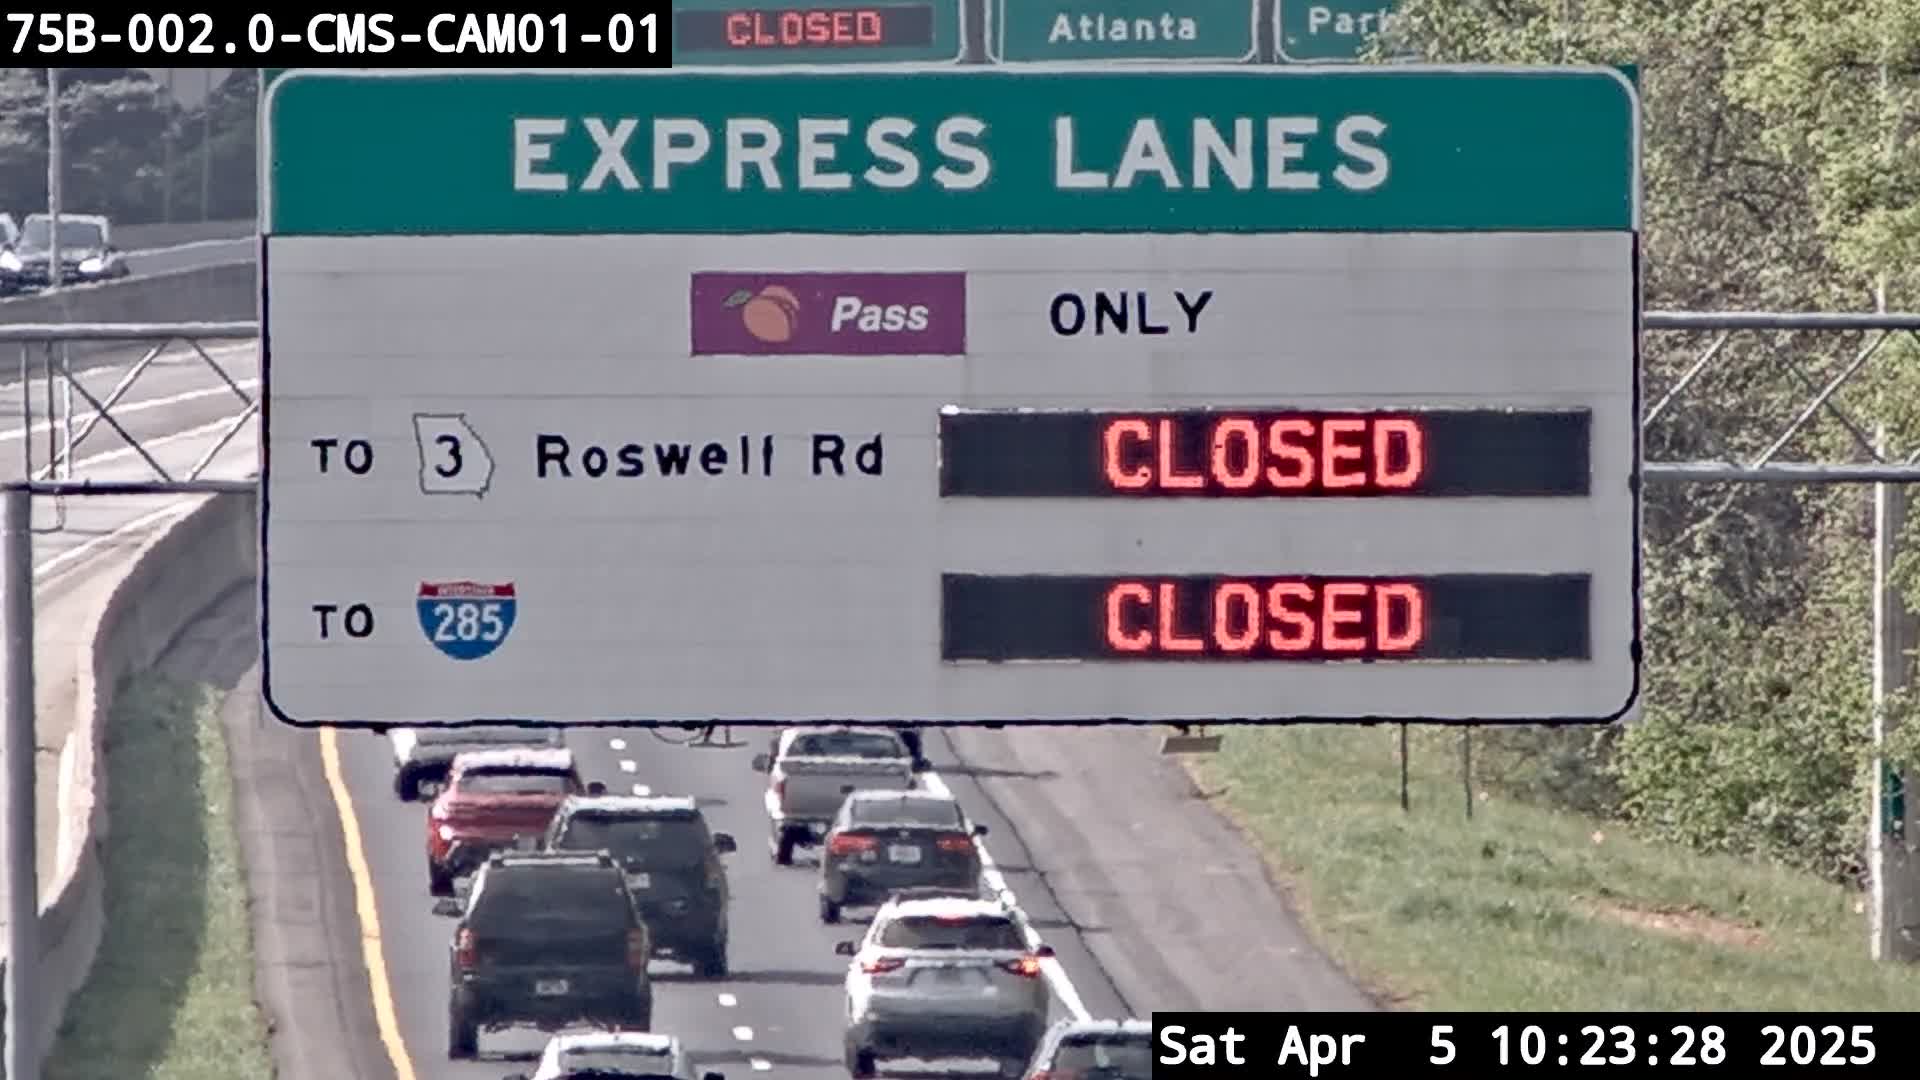 75B-002.0-CMS-CAM01-01
CLOSED
Atlanta
EXPRESS LANES
Pass ONLY
TO 3 Roswell Rd CLOSED
TO INTERSTATE 285 CLOSED
Sat Apr 5 10:23:28 2025